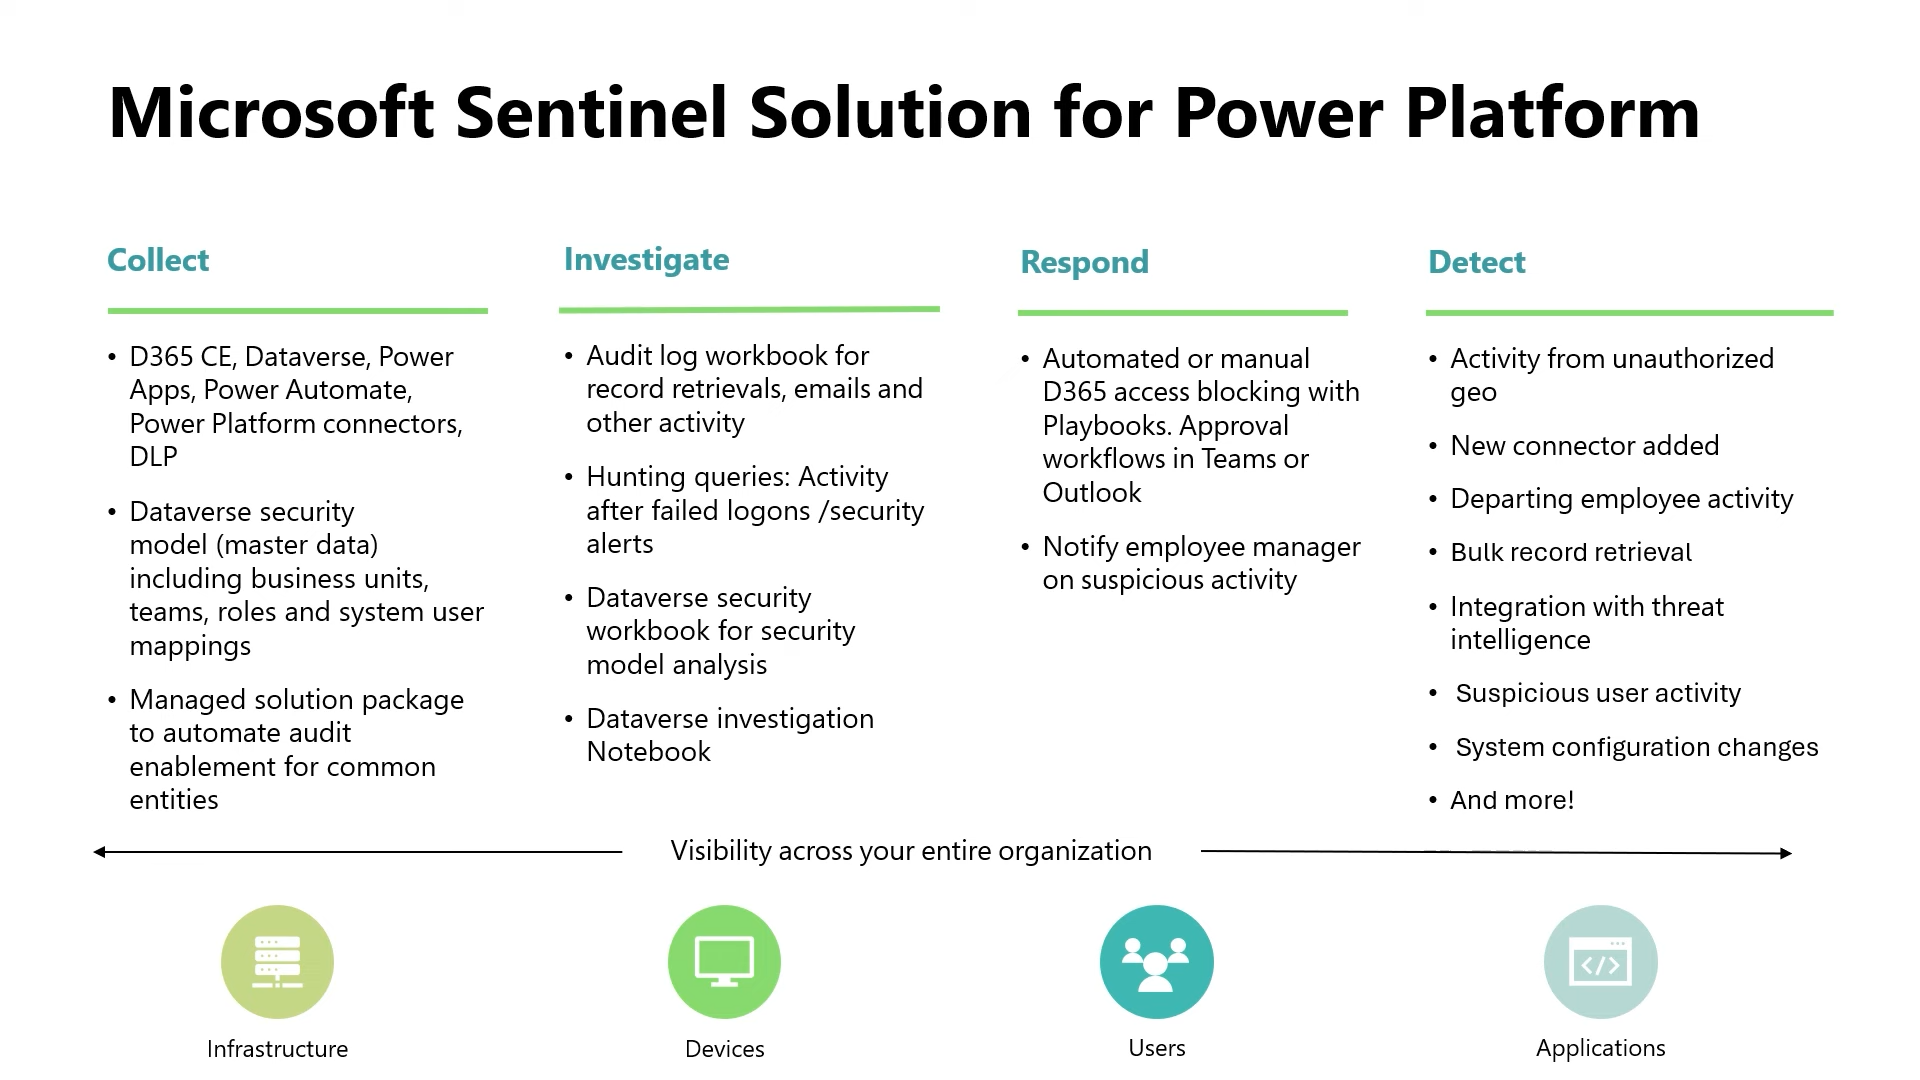 Microsoft Sentinel Solution for Power Platform
Collect
• D365 CE, Dataverse, Power
Apps, Power Automate,
Power Platform connectors,
DLP
• Dataverse security
model (master data)
including business units,
teams, roles and system user
mappings
• Managed solution package
to automate audit
enablement for common
entities
Investigate
• Audit log workbook for
record retrievals, emails and
other activity
• Hunting queries: Activity
after failed logons /security
alerts
• Dataverse security
workbook for security
model analysis
• Dataverse investigation
Notebook
Respond
• Automated or manual
D365 access blocking with
Playbooks. Approval
workflows in Teams or
Outlook
• Notify employee manager
on suspicious activity
Detect
• Activity from unauthorized
geo
• New connector added
• Departing employee activity
• Bulk record retrieval
• Integration with threat
intelligence
• Suspicious user activity
• System configuration changes
• And more!
Visibility across your entire organization
Infrastructure
Devices
Users
Applications